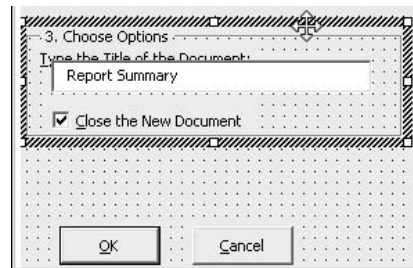 3. Choose Options
Type the Title of the Document:
Report Summary
Close the New Document
OK
Cancel